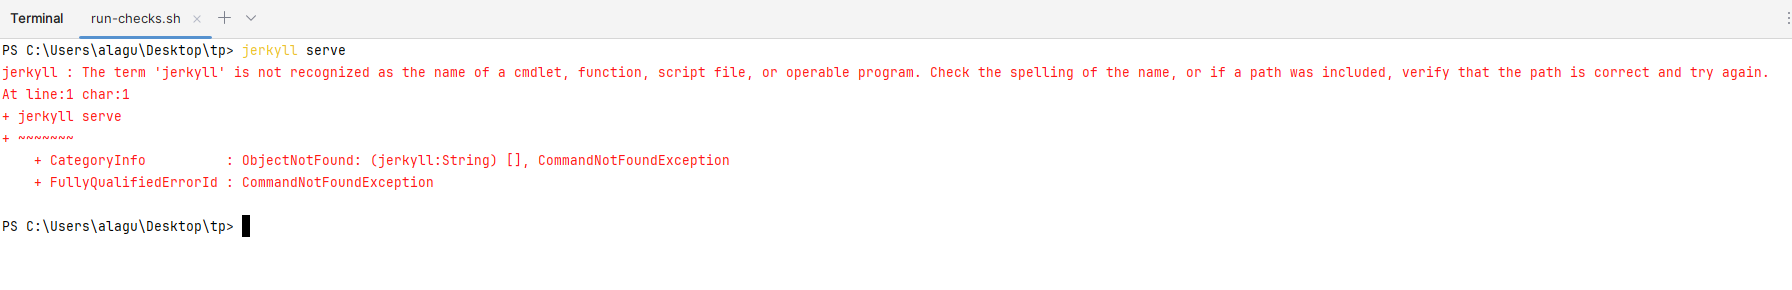 Terminal run-checks.sh
PS C:\Users\alagu\Desktop\tp> jerkyll serve
jerkyll : The term 'jerkyll' is not recognized as the name of a cmdlet, function, script file, or operable program. Check the spelling of the name, or if a path was included, verify that the path is correct and try again.
At line:1 char:1
+ jerkyll serve
+ ~~~~~~~
    + CategoryInfo          : ObjectNotFound: (jerkyll:String) [], CommandNotFoundException
    + FullyQualifiedErrorId : CommandNotFoundException
PS C:\Users\alagu\Desktop\tp>